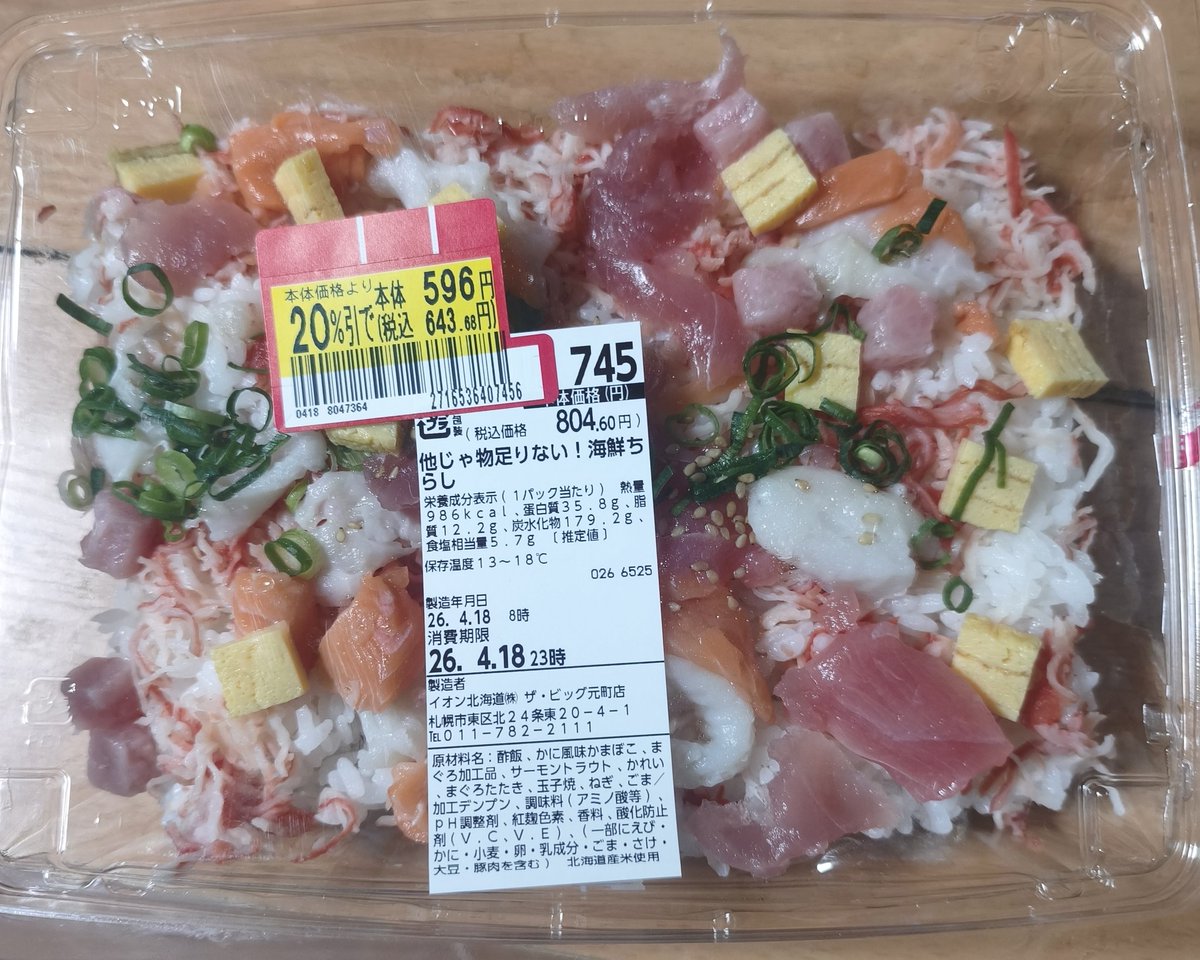 本体価格より
20%引で
本体 596円
(税込 643.68円)
0418 8047364
2716536407456
745
体価格(円)
プラ 包装
(税込価格 804.60円)
他じゃ物足りない!海鮮ち
らし
栄養成分表示(1パック当たり) 熱量
986kcal、蛋白質35.8g、脂
質12.2g、炭水化物179.2g、
食塩相当量5.7g 〔推定値〕
保存温度13~18℃
026 6525
製造年月日
26. 4.18 8時
消費期限
26. 4.18 23時
製造者
イオン北海道㈱ ザ・ビッグ元町店
札幌市東区北24条東20-4-1
℡011-782-2111
原材料名:酢飯、かに風味かまぼこ、ま
ぐろ加工品、サーモントラウト、かれい
、まぐろたたき、玉子焼、ねぎ、ごま/
加工デンプン、調味料(アミノ酸等)、
pH調整剤、紅麹色素、香料、酸化防止
剤(V.C、V.E)、(一部にえび・
かに・小麦・卵・乳成分・ごま・さけ・
大豆・豚肉を含む) 北海道産米使用